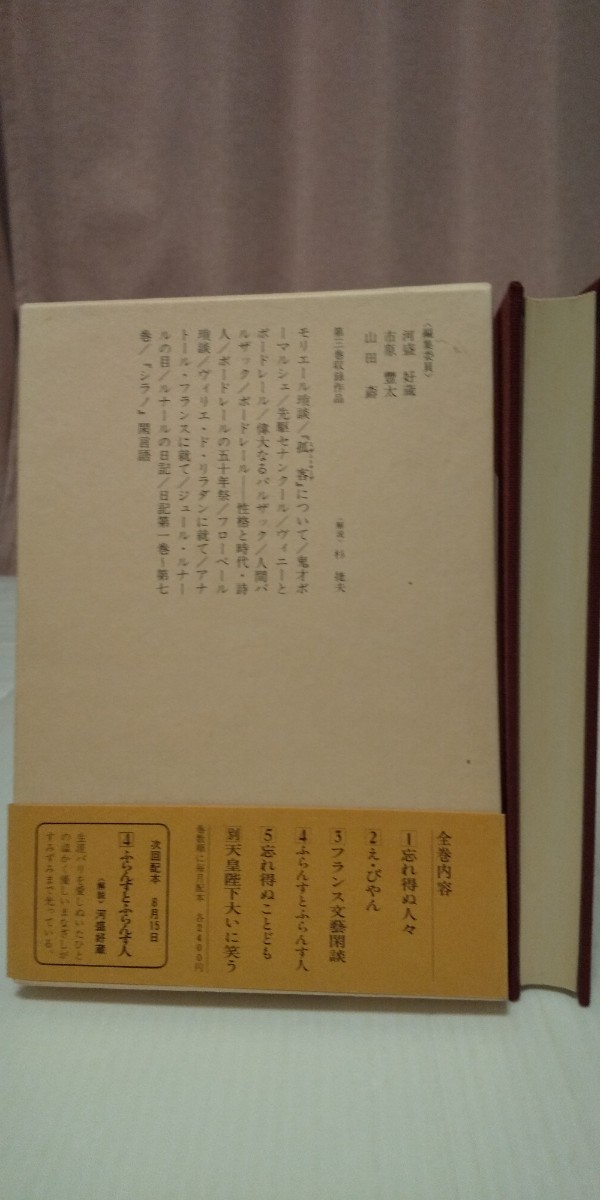 〈編集委員〉
河盛 好蔵
市原 豊太
山田 𣝣
第三巻収録作品
〈解説〉 杉 捷夫
モリエール瑣談／『孤客』について／鬼才ボ
ーマルシェ／先駆セナンクール／ヴィニーと
ボードレール／偉大なるバルザック／人間バ
ルザック／ボードレール――性格と時代・詩
人／ボードレールの五十年祭／フローベール
瑣談／ヴィリエ・ド・リラダンに就て／アナ
トール・フランスに就て／ジュール・ルナー
ルの日／ルナールの日記／日記第一巻―第七
巻／『シラノ』閑言語
全巻内容
1 忘れ得ぬ人々
2 え・びやん
3 フランス文藝閑談
4 ふらんすとふらんす人
5 忘れ得ぬことども
別 天皇陛下大いに笑う
巻数順に毎月配本 各2400円
次回配本 6月15日
4 ふらんすとふらんす人
〈解説〉河盛好蔵
生涯パリを愛しぬいたひと
の温かく優しいまなざしが
すみずみまで光っている。